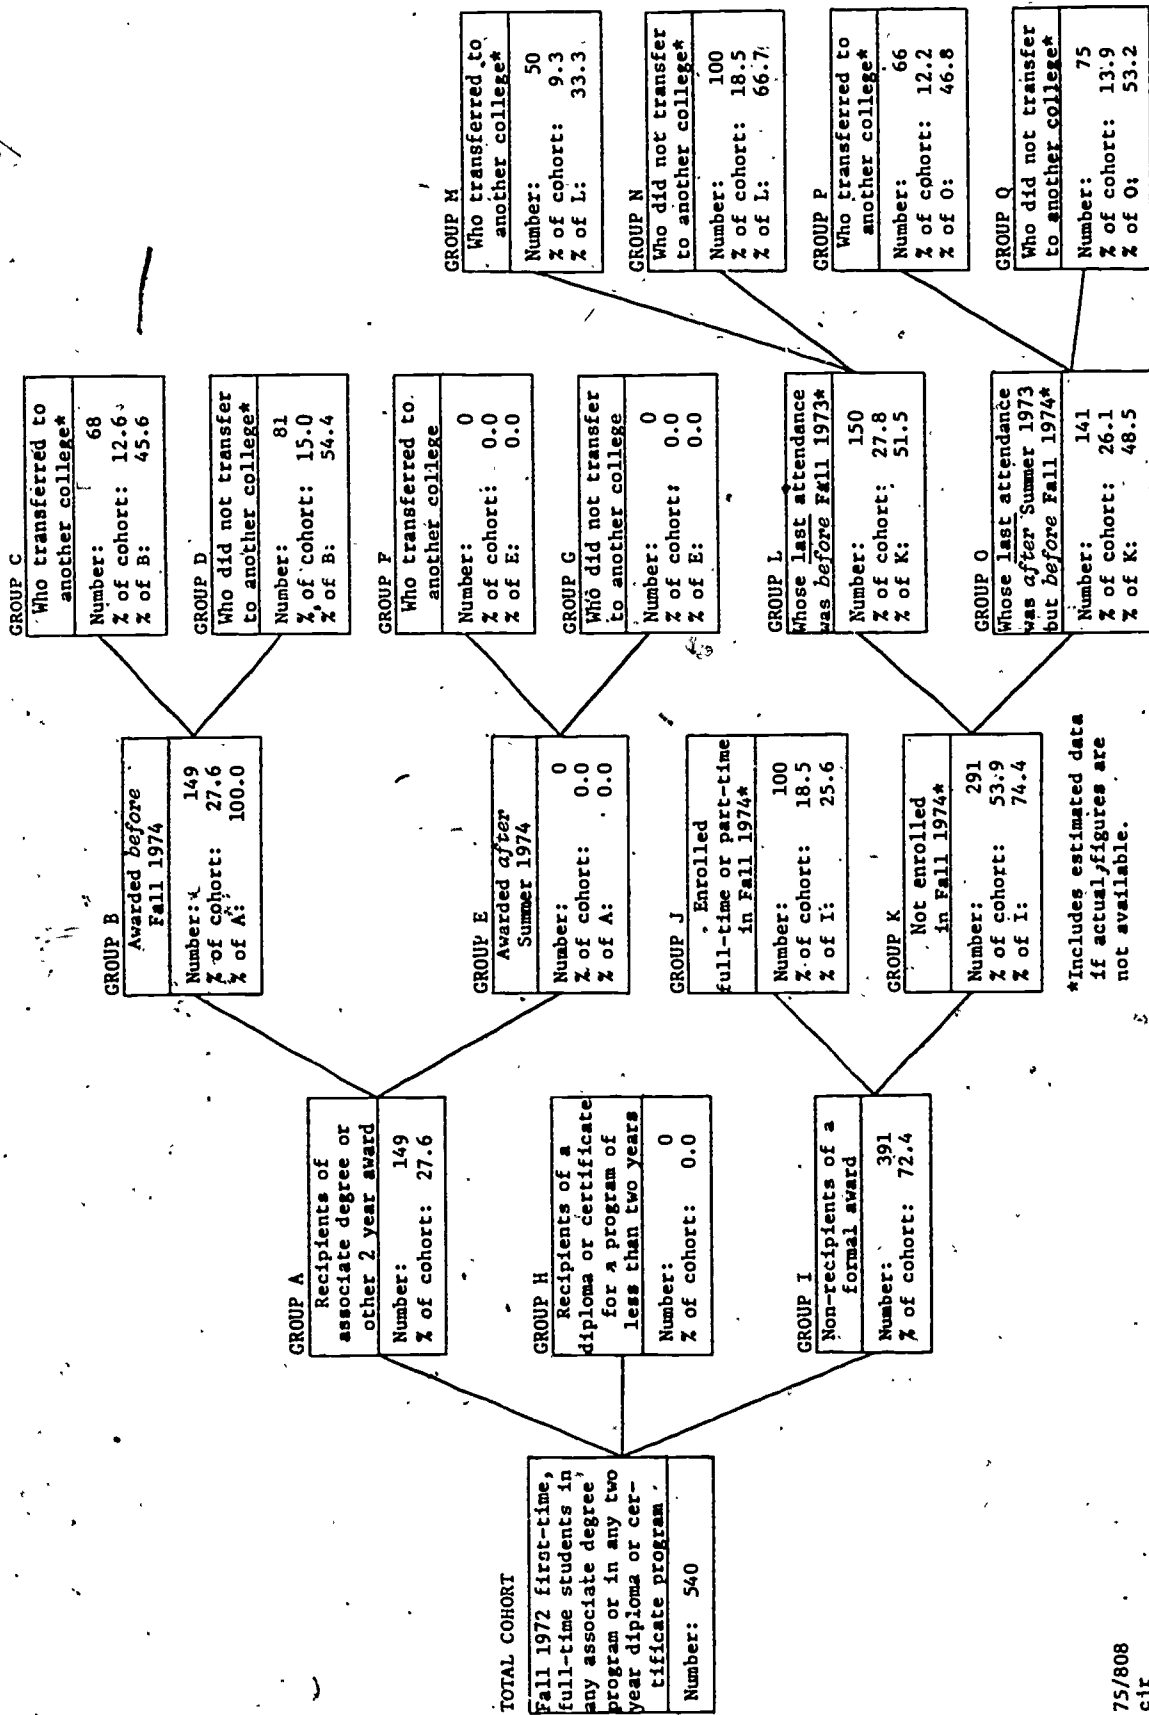 TOTAL COHORT
Fall 1972 first-time,
full-time students in
any associate degree
program or in any two
year diploma or cer-
tificate program
Number: 540
GROUP A
Recipients of
associate degree or
other 2 year award
Number: 149
% of cohort: 27.6
GROUP H
Recipients of a
diploma or certificate
for a program of
less than two years
Number: 0
% of cohort: 0.0
GROUP I
Non-recipients of a
formal award
Number: 391
% of cohort: 72.4
GROUP B
Awarded before
Fall 1974
Number: 149
% of cohort: 27.6
% of A: 100.0
GROUP E
Awarded after
Summer 1974
Number: 0
% of cohort: 0.0
% of A: 0.0
GROUP J
Enrolled
full-time or part-time
in Fall 1974*
Number: 100
% of cohort: 18.5
% of I: 25.6
GROUP K
Not enrolled
in Fall 1974*
Number: 291
% of cohort: 53.9
% of I: 74.4
*Includes estimated data
if actual figures are
not available.
GROUP C
Who transferred to
another college*
Number: 68
% of cohort: 12.6
% of B: 45.6
GROUP D
Who did not transfer
to another college*
Number: 81
% of cohort: 15.0
% of B: 54.4
GROUP F
Who transferred to
another college
Number: 0
% of cohort: 0.0
% of E: 0.0
GROUP G
Who did not transfer
to another college
Number: 0
% of cohort: 0.0
% of E: 0.0
GROUP L
Whose last attendance
was before Fall 1973*
Number: 150
% of cohort: 27.8
% of K: 51.5
GROUP O
Whose last attendance
was after Summer 1973
but before Fall 1974*
Number: 141
% of cohort: 26.1
% of K: 48.5
GROUP M
Who transferred to
another college*
Number: 50
% of cohort: 9.3
% of L: 33.3
GROUP N
Who did not transfer
to another college*
Number: 100
% of cohort: 18.5
% of L: 66.7
GROUP P
Who transferred to
another college*
Number: 66
% of cohort: 12.2
% of O: 46.8
GROUP Q
Who did not transfer
to another college*
Number: 75
% of cohort: 13.9
% of O: 53.2
75/808
cjr